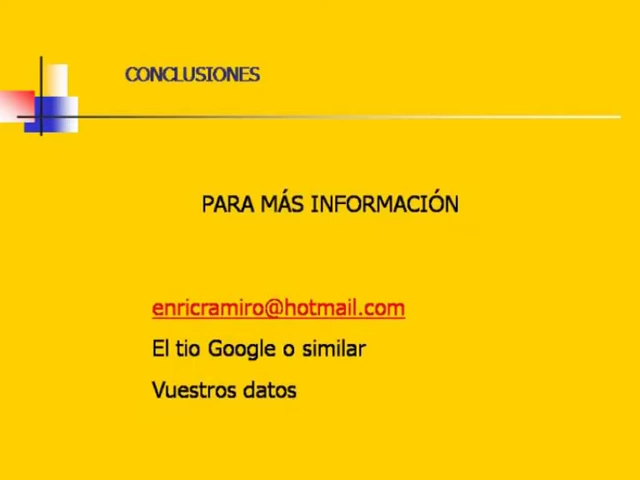 CONCLUSIONES
PARA MÁS INFORMACIÓN
enricramiro@hotmail.com
El tio Google o similar
Vuestros datos